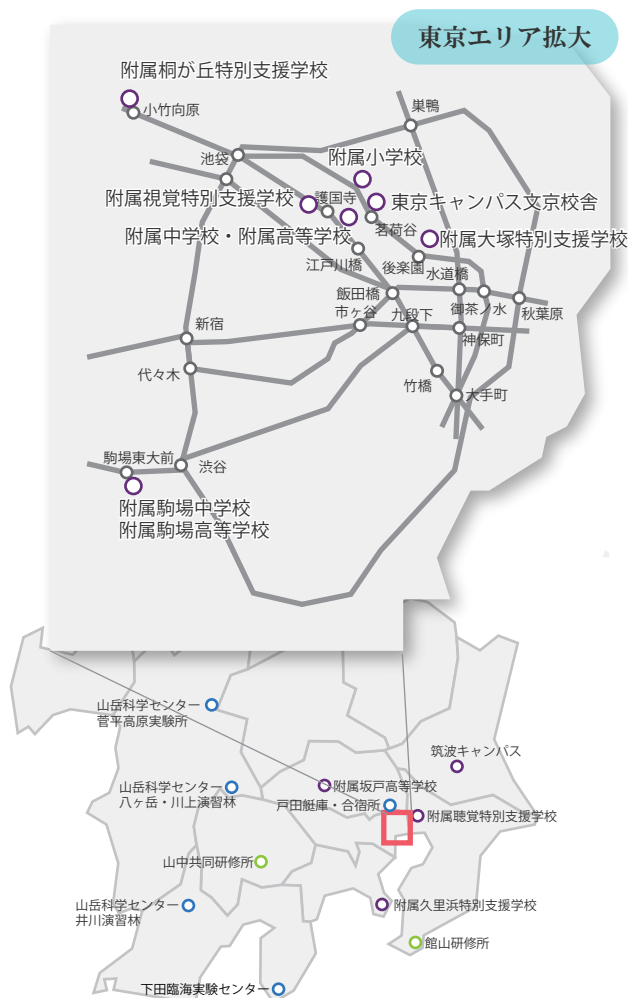 東京エリア拡大
附属桐が丘特別支援学校
小竹向原
巣鴨
池袋
附属小学校
附属視覚特別支援学校
護国寺
東京キャンパス文京校舎
茗荷谷
附属中学校・附属高等学校
附属大塚特別支援学校
江戸川橋
後楽園
水道橋
飯田橋
御茶ノ水
秋葉原
市ヶ谷
九段下
新宿
神保町
代々木
竹橋
大手町
駒場東大前
渋谷
附属駒場中学校
附属駒場高等学校
山岳科学センター
菅平高原実験所
筑波キャンパス
山岳科学センター
八ヶ岳・川上演習林
附属坂戸高等学校
戸田艇庫・合宿所
附属聴覚特別支援学校
山中共同研修所
山岳科学センター
井川演習林
附属久里浜特別支援学校
館山研修所
下田臨海実験センター